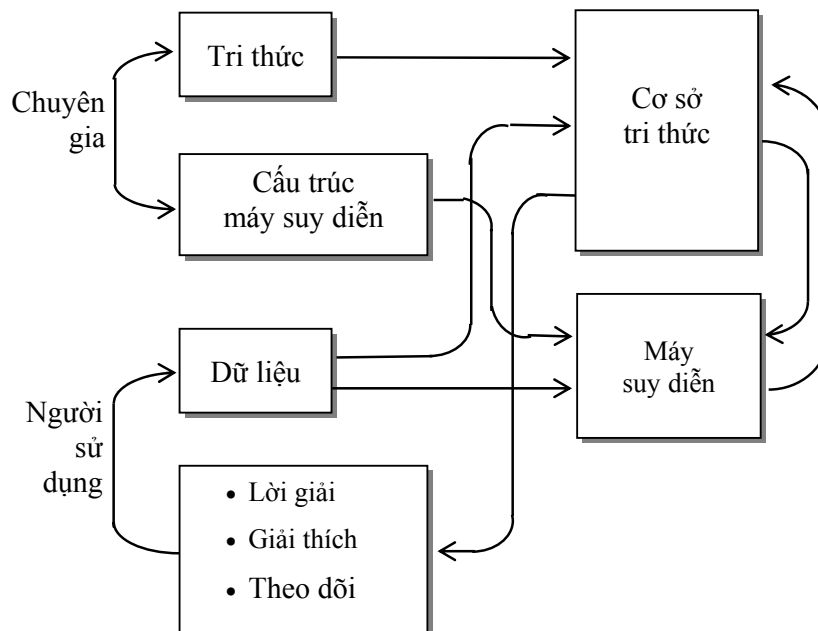 Tri thức
Cơ sở
tri thức
Chuyên
gia
Cấu trúc
máy suy diễn
Dữ liệu
Máy
suy diễn
Người
sử
dụng
• Lời giải
• Giải thích
• Theo dõi